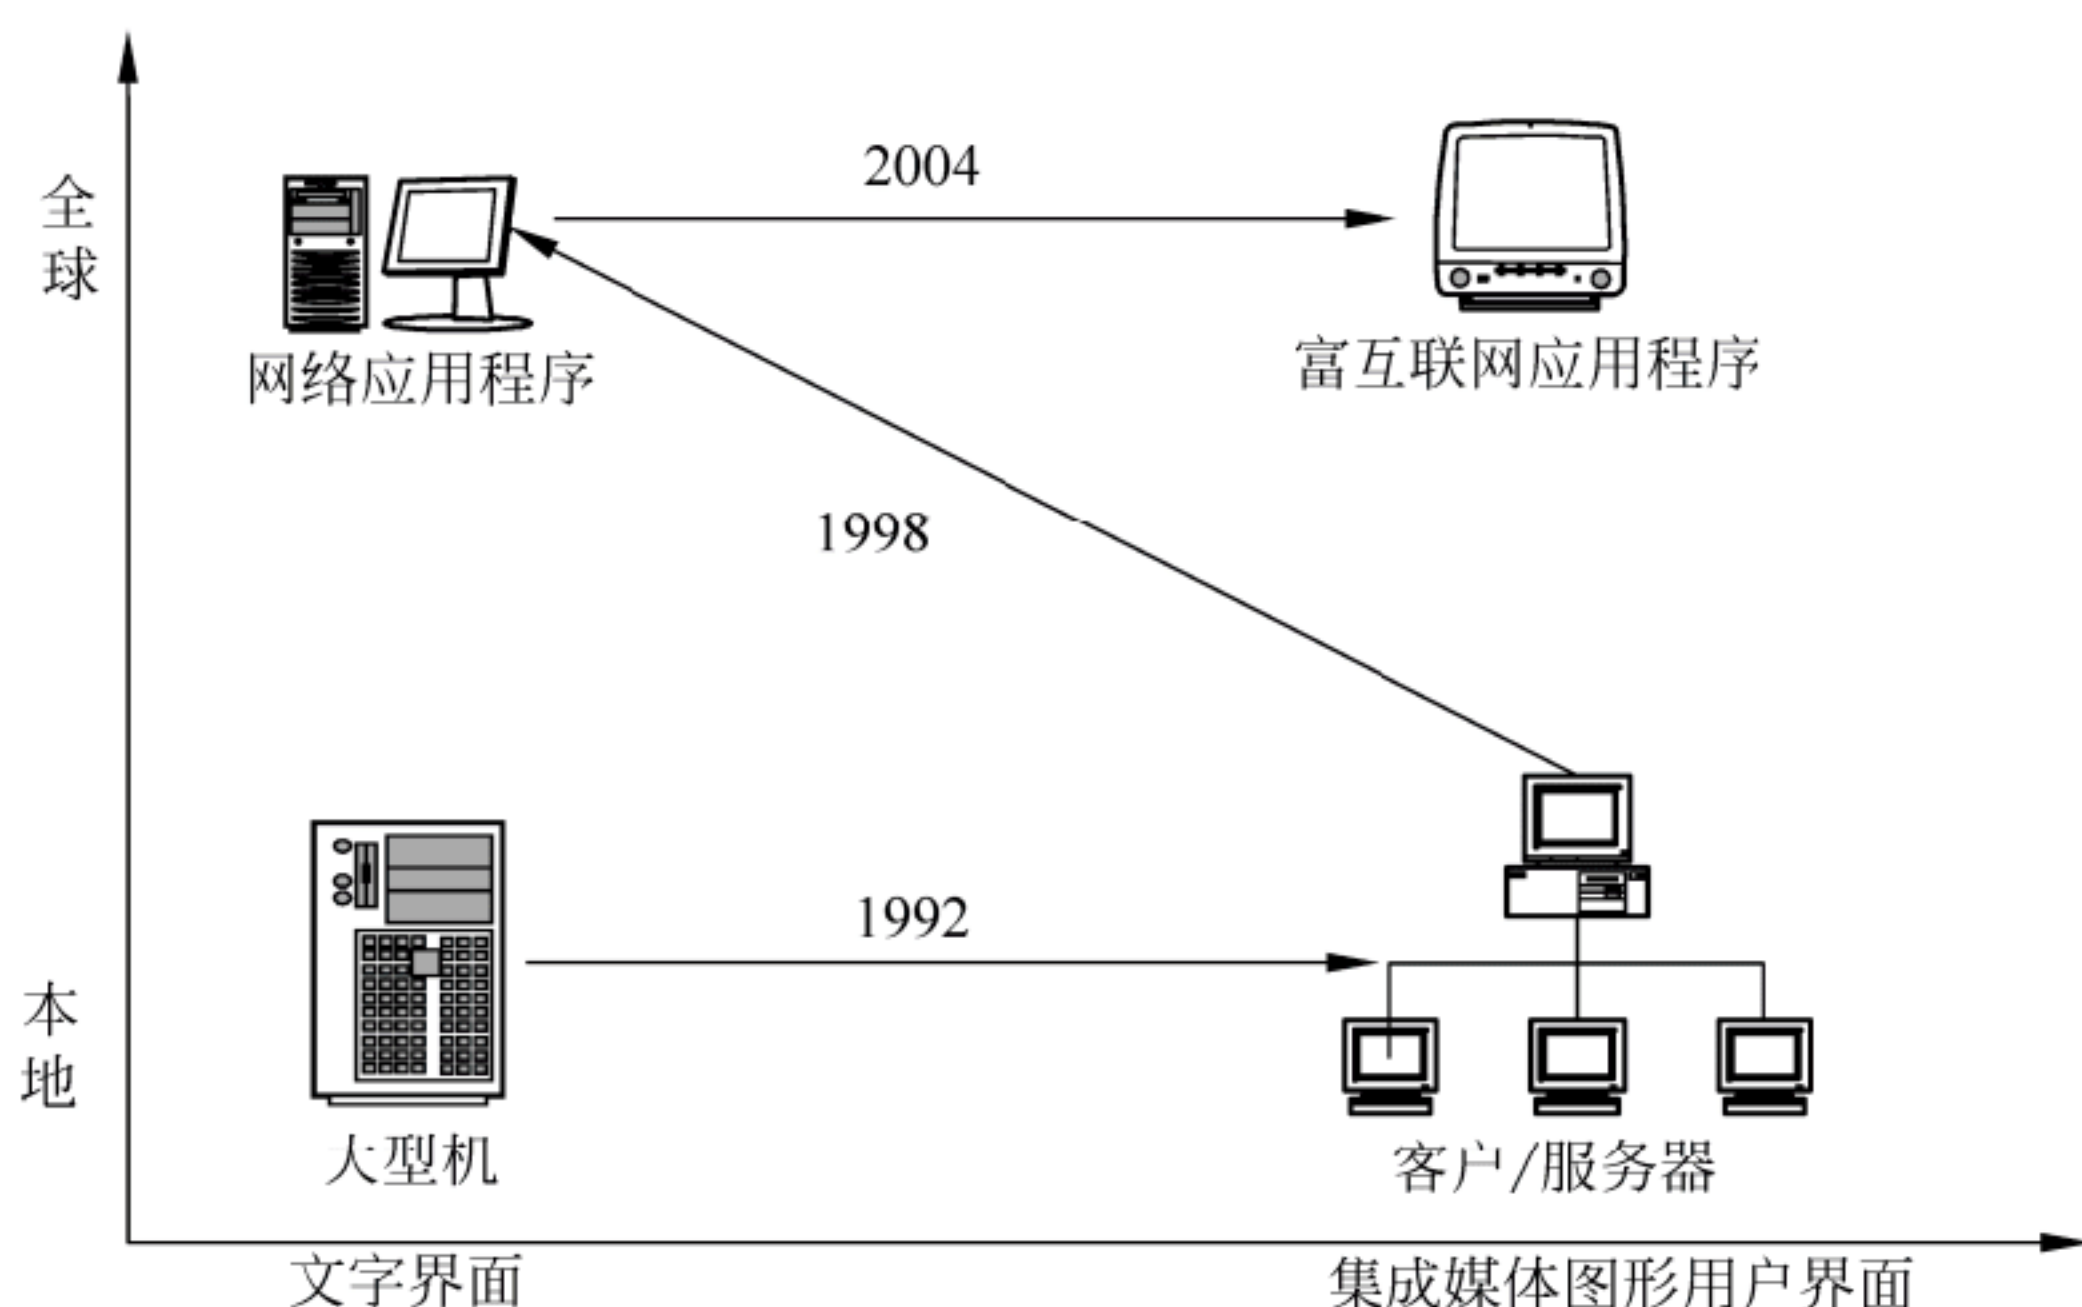 2004
全球
网络应用程序
富互联网应用程序
1998
1992
本地
大型机
客户/服务器
文字界面
集成媒体图形用户界面